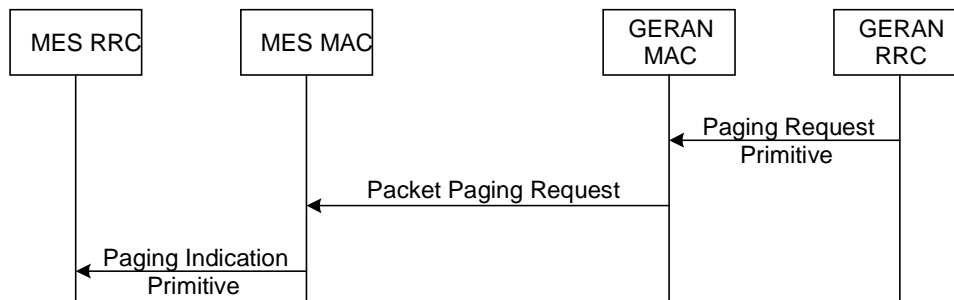 MES RRC
MES MAC
GERAN
MAC
GERAN
RRC
Paging Request
Primitive
Packet Paging Request
Paging Indication
Primitive